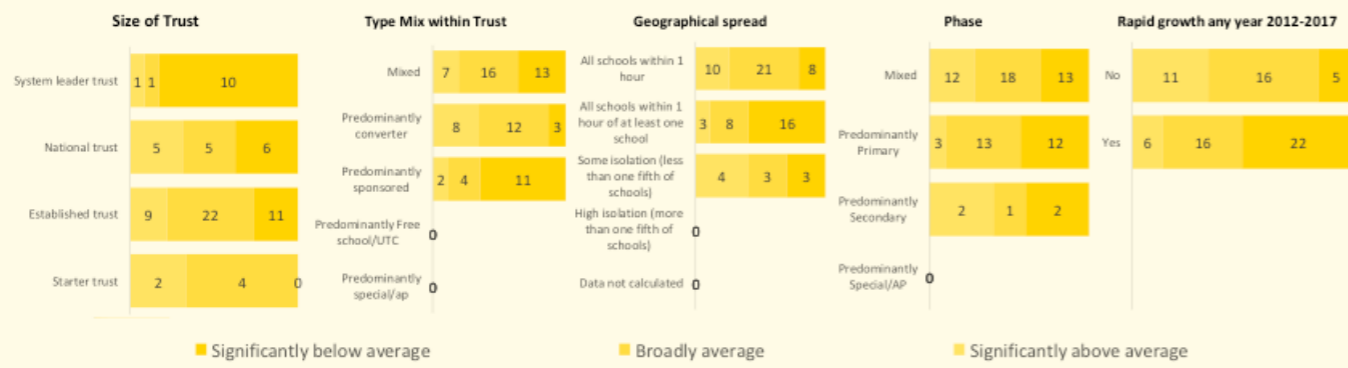 Size of Trust
System leader trust
1 1 10
National trust
5 5 6
Established trust
9 22 11
Starter trust
2 4 0
Type Mix within Trust
Mixed
7 16 13
Predominantly
converter
8 12 3
Predominantly
sponsored
2 4 11
Predominantly Free
school/UTC
0
Predominantly
special/ap
0
Geographical spread
All schools within 1
hour
10 21 8
All schools within 1
hour of at least one
school
3 8 16
Some isolation (less
than one fifth of
schools)
4 3 3
High isolation (more
than one fifth of
schools)
0
Data not calculated
0
Phase
Mixed
12 18 13
Predominantly
Primary
3 13 12
Predominantly
Secondary
2 1 2
Predominantly
Special/AP
0
Rapid growth any year 2012-2017
No
11 16 5
Yes
6 16 22
Significantly below average
Broadly average
Significantly above average